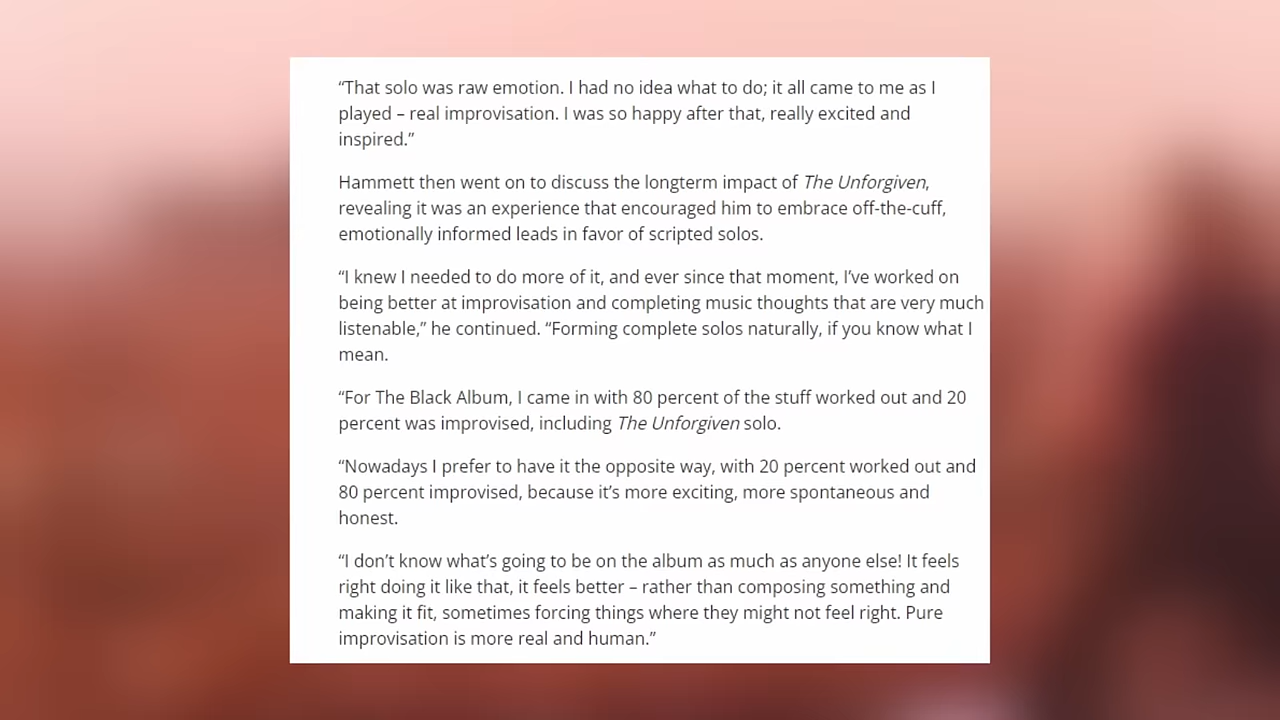 “That solo was raw emotion. I had no idea what to do; it all came to me as I
played – real improvisation. I was so happy after that, really excited and
inspired.”
Hammett then went on to discuss the longterm impact of The Unforgiven,
revealing it was an experience that encouraged him to embrace off-the-cuff,
emotionally informed leads in favor of scripted solos.
“I knew I needed to do more of it, and ever since that moment, I’ve worked on
being better at improvisation and completing music thoughts that are very much
listenable,” he continued. “Forming complete solos naturally, if you know what I
mean.
“For The Black Album, I came in with 80 percent of the stuff worked out and 20
percent was improvised, including The Unforgiven solo.
“Nowadays I prefer to have it the opposite way, with 20 percent worked out and
80 percent improvised, because it’s more exciting, more spontaneous and
honest.
“I don’t know what’s going to be on the album as much as anyone else! It feels
right doing it like that, it feels better – rather than composing something and
making it fit, sometimes forcing things where they might not feel right. Pure
improvisation is more real and human.”